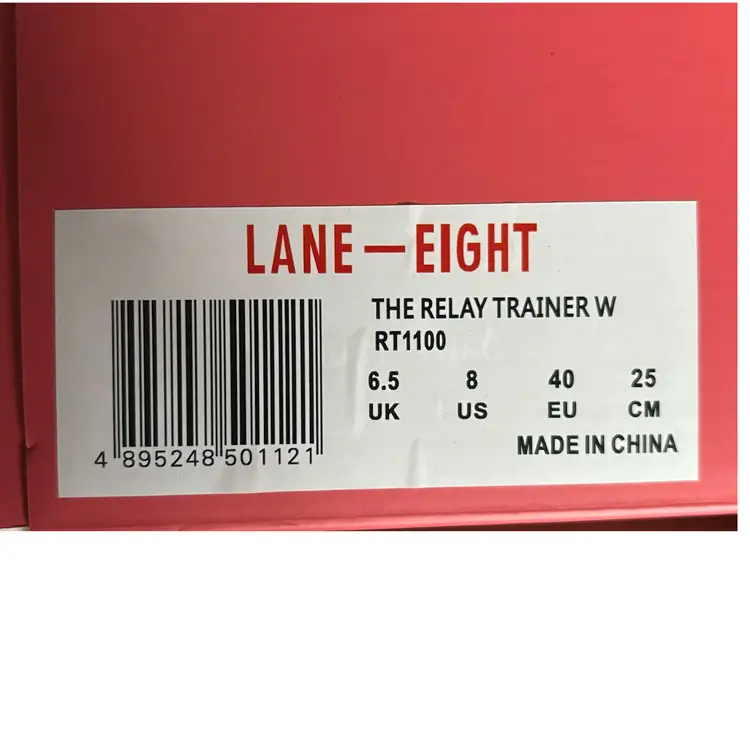 LANE—EIGHT
THE RELAY TRAINER W
RT1100
6.5 8 40 25
UK US EU CM
MADE IN CHINA
4 895248 501121